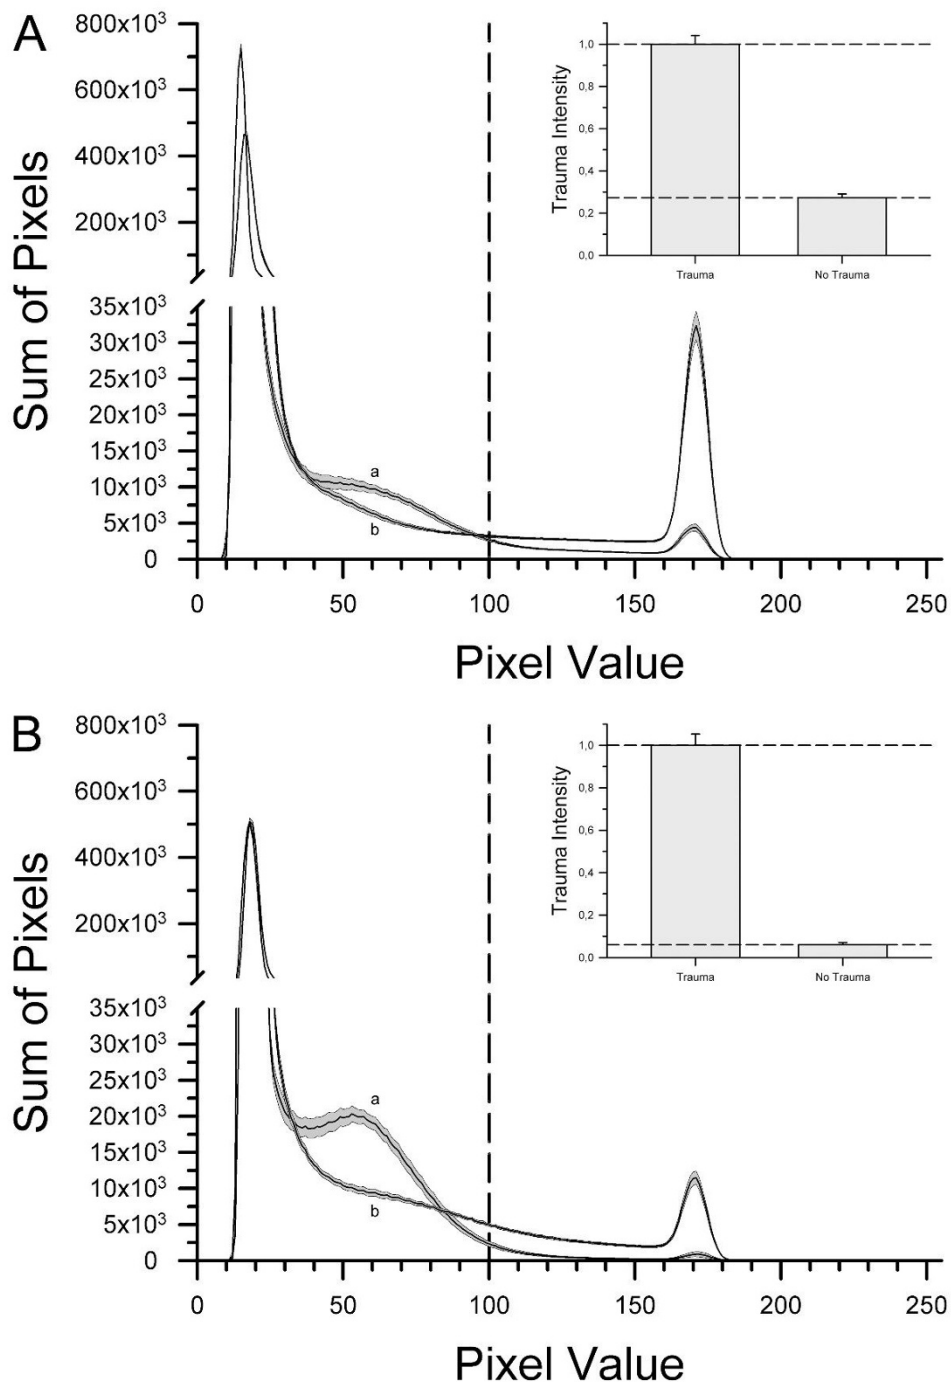 A
800x10³
600x10³
400x10³
200x10³
35x10³
30x10³
25x10³
20x10³
15x10³
10x10³
5x10³
0
Sum of Pixels
0 50 100 150 200 250
Pixel Value
a
b
Trauma Intensity
1,0
0,8
0,6
0,4
0,2
0,0
Trauma No Trauma
B
800x10³
600x10³
400x10³
200x10³
35x10³
30x10³
25x10³
20x10³
15x10³
10x10³
5x10³
0
Sum of Pixels
0 50 100 150 200 250
Pixel Value
a
b
Trauma Intensity
1,0
0,8
0,6
0,4
0,2
0,0
Trauma No Trauma